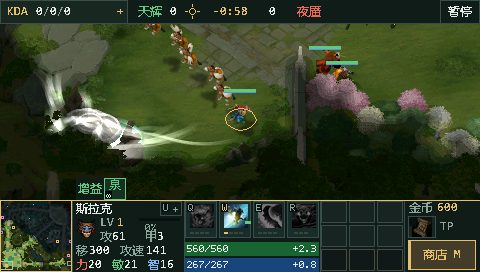 KDA 0/0/0 + 天辉 0 -0:58 0 夜魇 暂停
增益 泉
∞
斯拉克 U + Q W E R 金币 600
LV 1 0% TP
攻61 甲3
移300 攻速141 560/560 +2.3 商店 M
力20 敏21 智16 267/267 +0.8